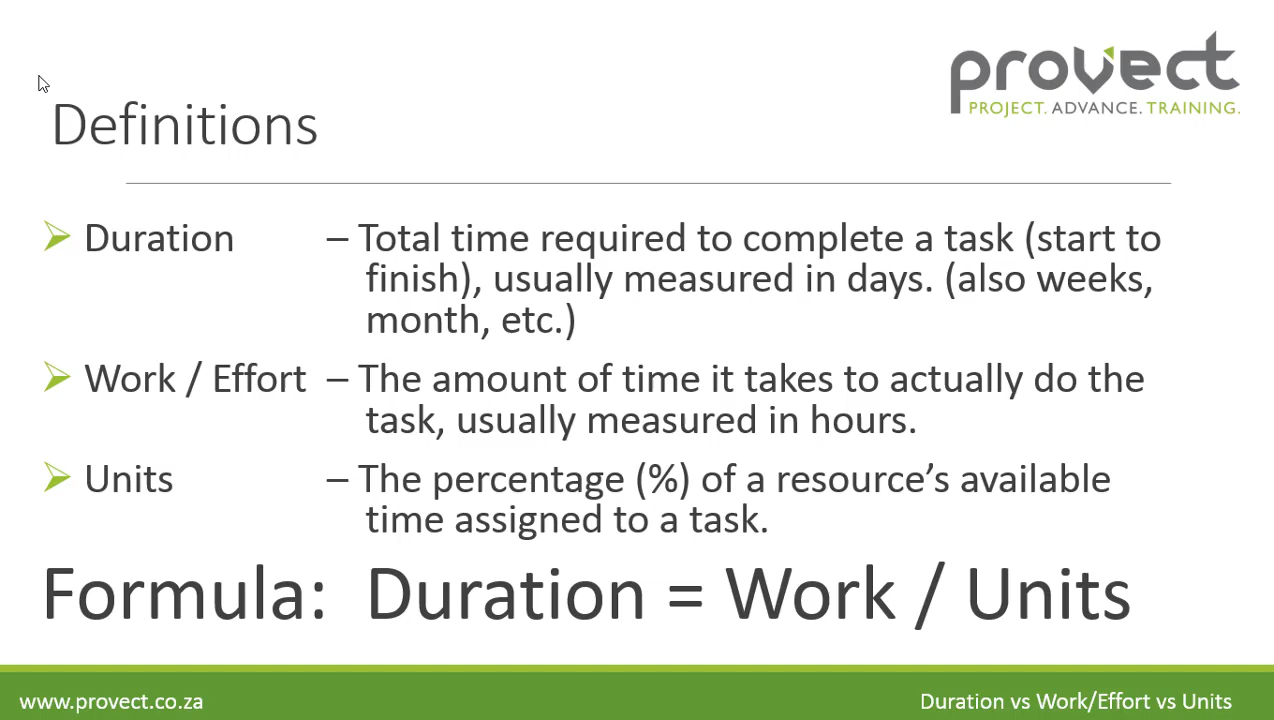 provect
PROJECT. ADVANCE. TRAINING.
Definitions
Duration – Total time required to complete a task (start to
finish), usually measured in days. (also weeks,
month, etc.)
Work / Effort – The amount of time it takes to actually do the
task, usually measured in hours.
Units – The percentage (%) of a resource’s available
time assigned to a task.
Formula: Duration = Work / Units
www.provect.co.za
Duration vs Work/Effort vs Units